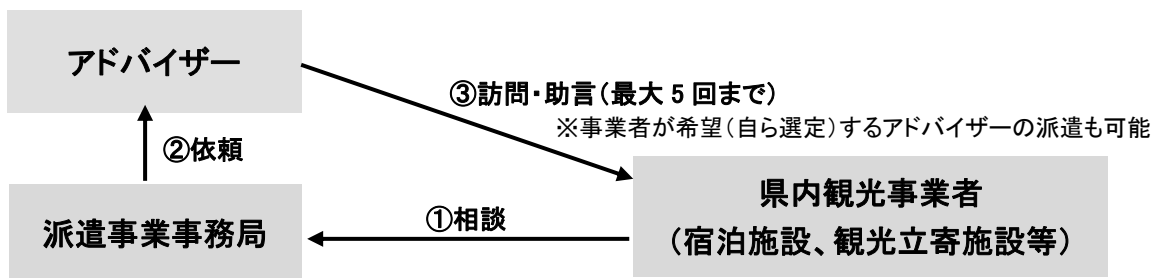 アドバイザー
③訪問・助言(最大 5 回まで)
※事業者が希望(自ら選定)するアドバイザーの派遣も可能
②依頼
県内観光事業者
(宿泊施設、観光立寄施設等)
①相談
派遣事業事務局